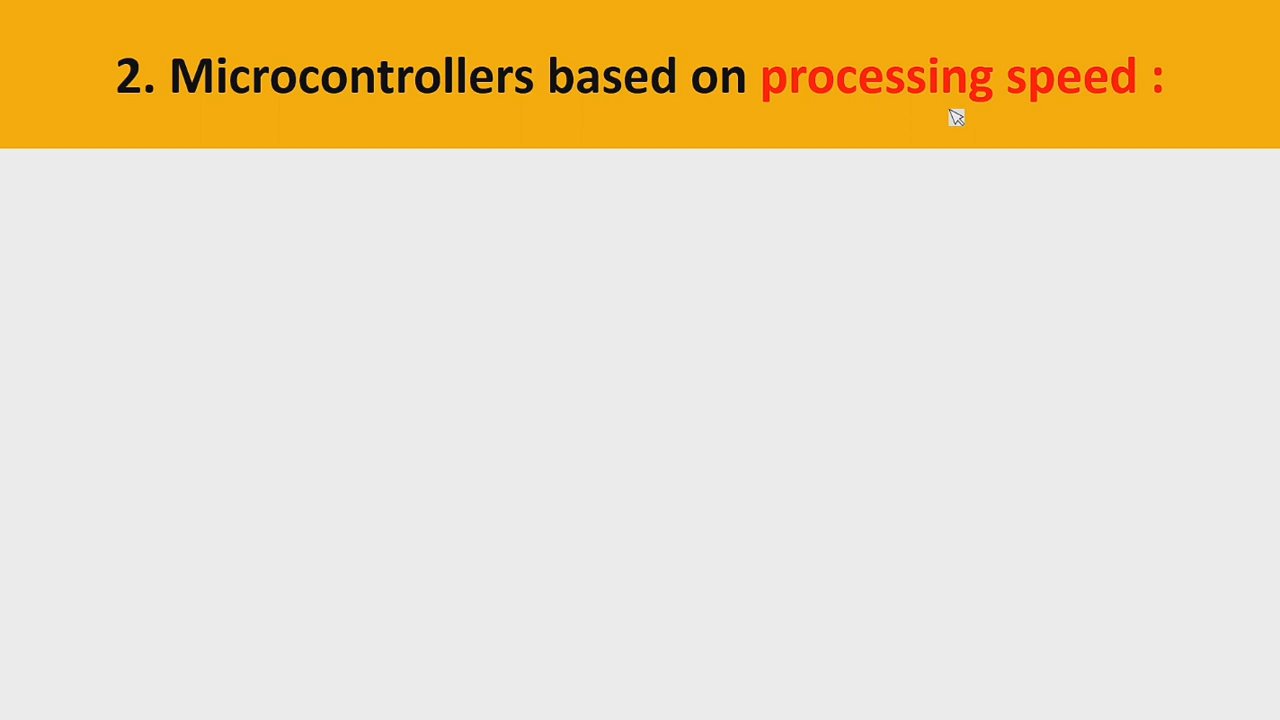 2. Microcontrollers based on processing speed :